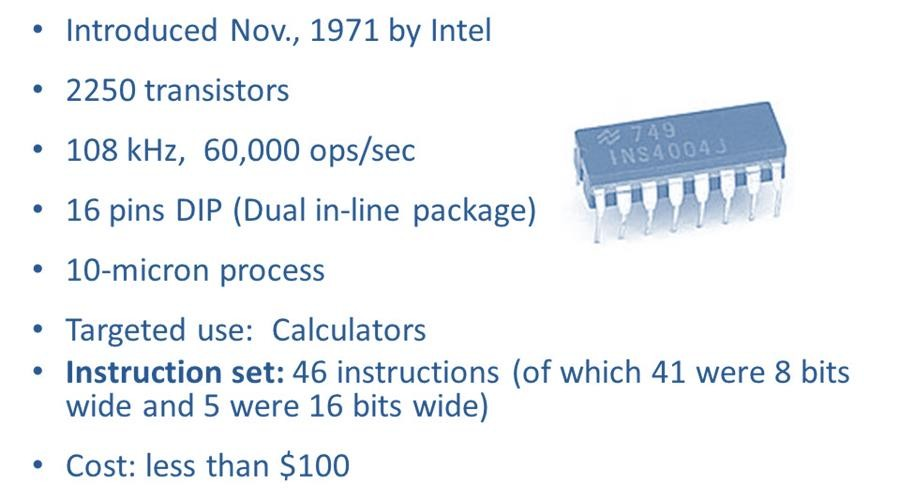 • Introduced Nov., 1971 by Intel
• 2250 transistors
• 108 kHz, 60,000 ops/sec
749
INS4004J
• 16 pins DIP (Dual in-line package)
• 10-micron process
• Targeted use: Calculators
• Instruction set: 46 instructions (of which 41 were 8 bits
wide and 5 were 16 bits wide)
• Cost: less than $100